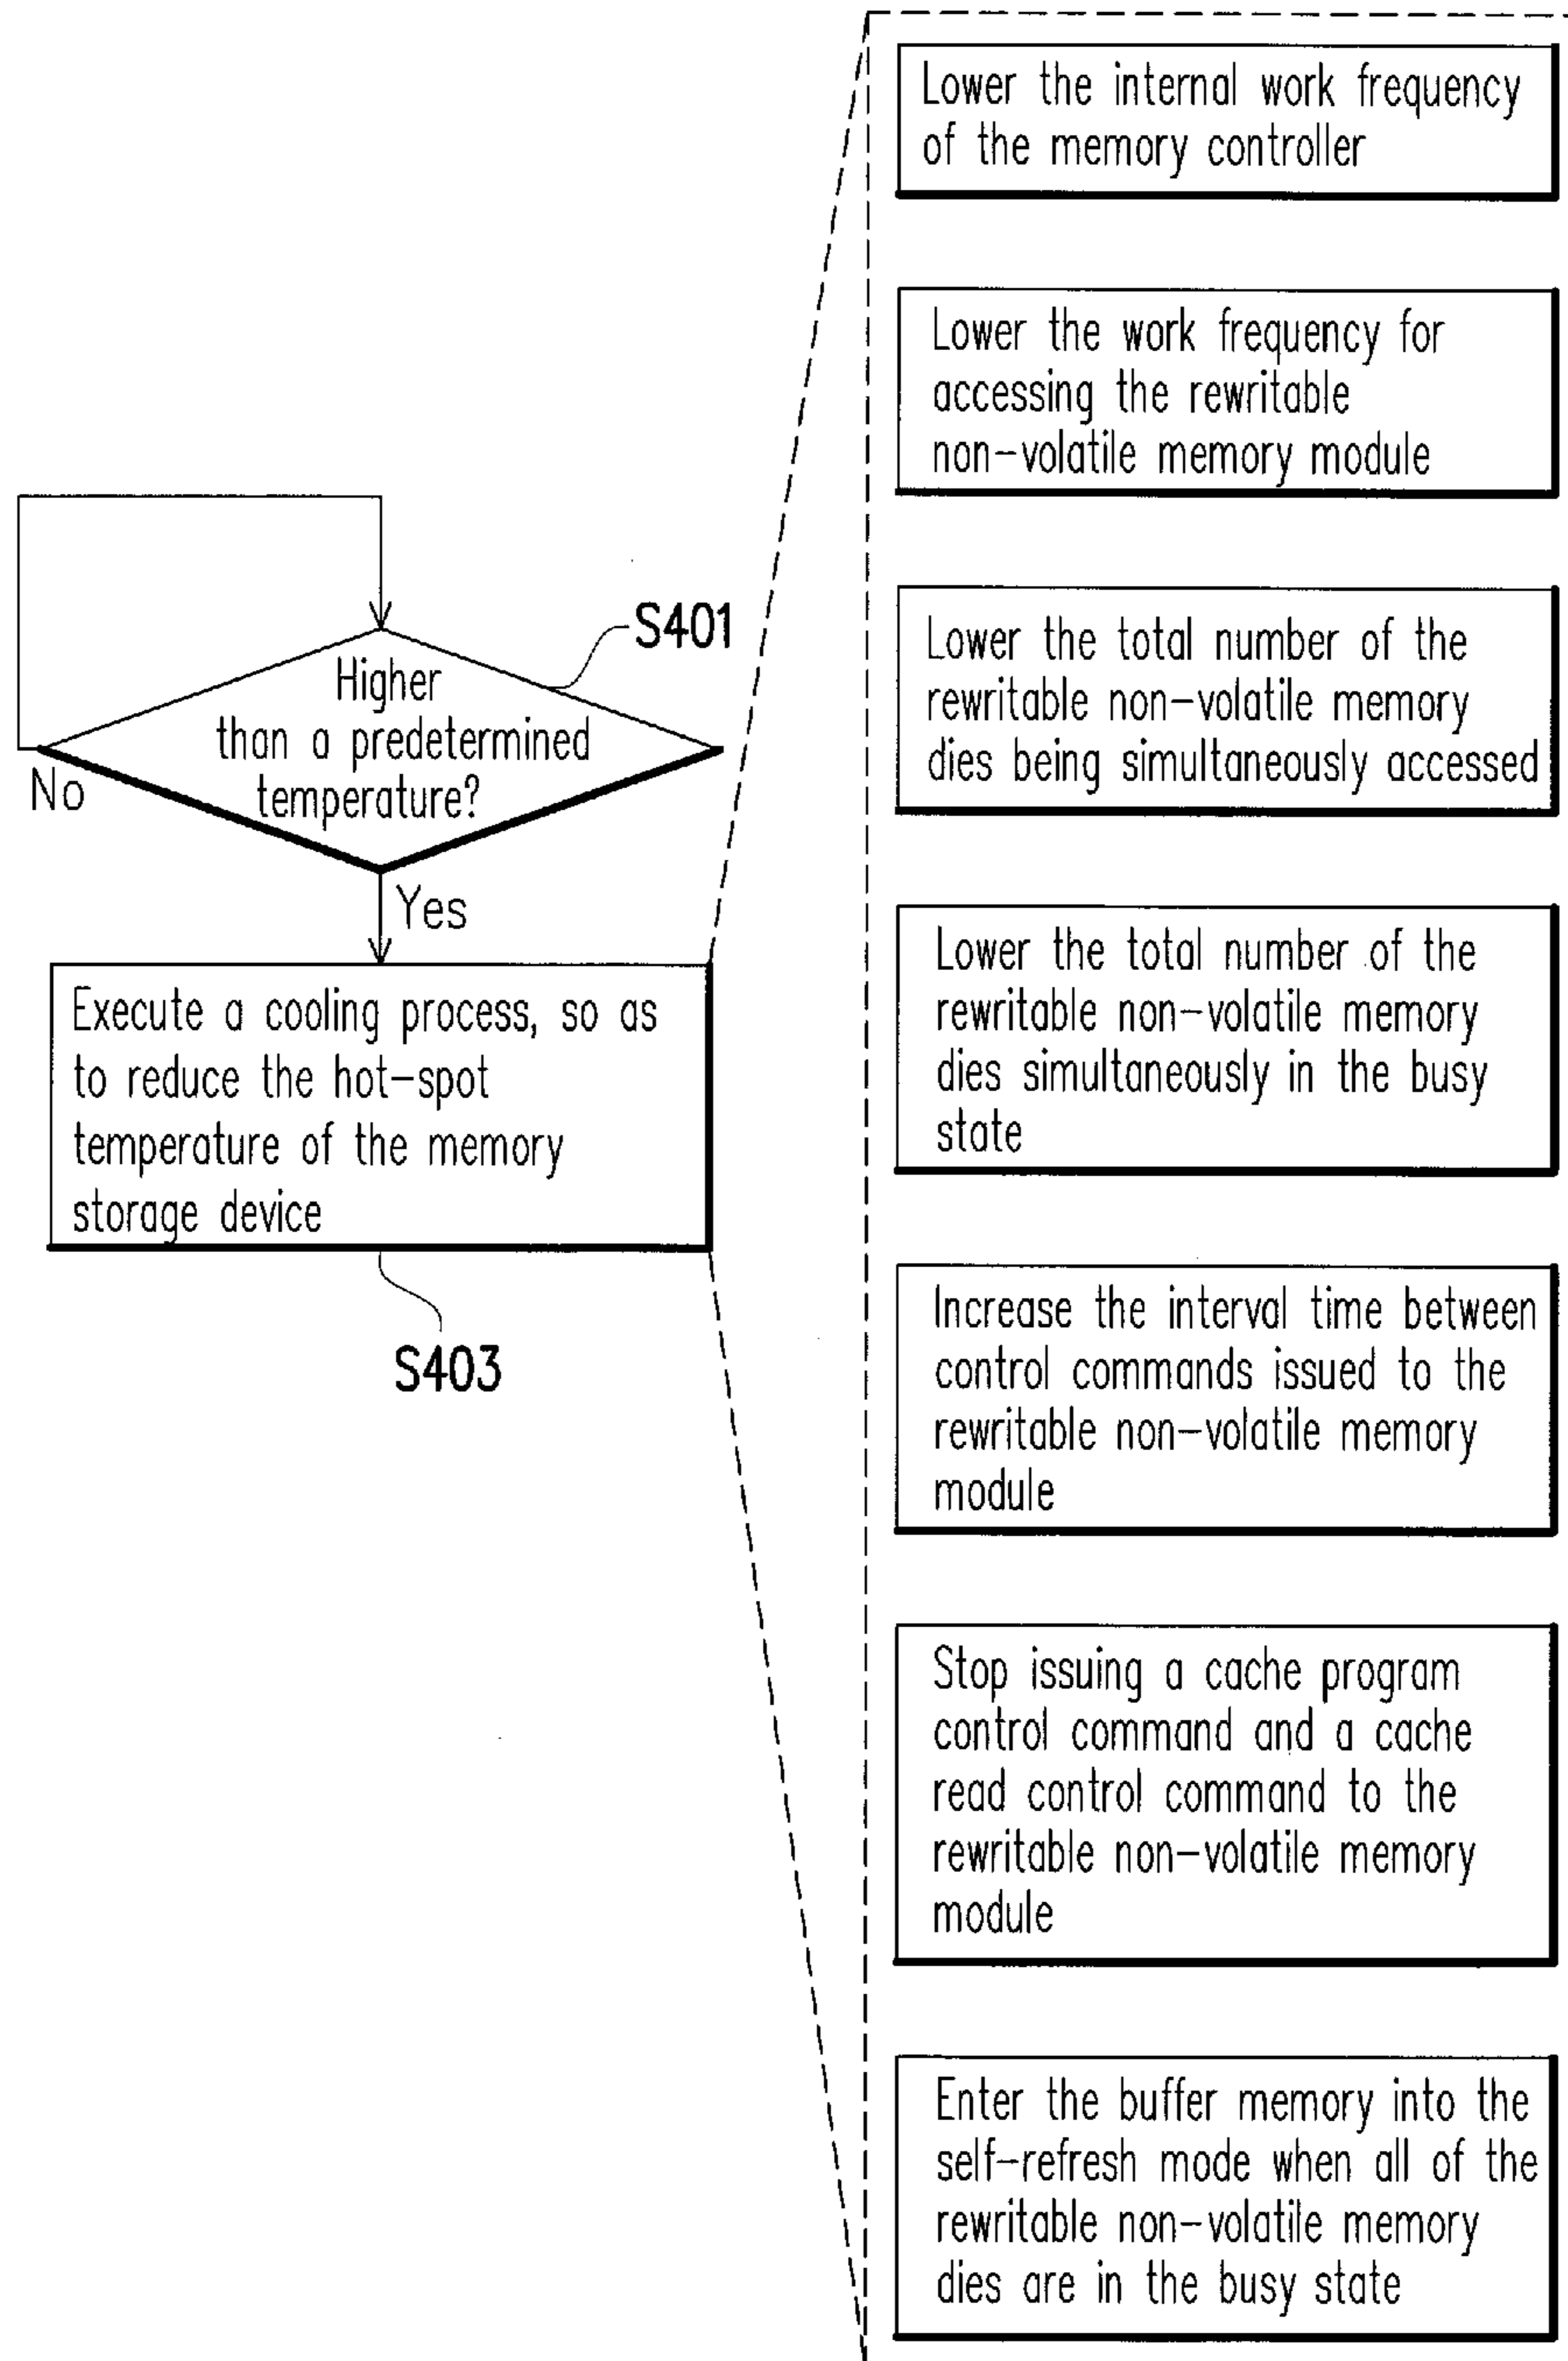 S401
Higher
than a predetermined
temperature?
No
Yes
Execute a cooling process, so as
to reduce the hot-spot
temperature of the memory
storage device
S403
Lower the internal work frequency
of the memory controller
Lower the work frequency for
accessing the rewritable
non-volatile memory module
Lower the total number of the
rewritable non-volatile memory
dies being simultaneously accessed
Lower the total number of the
rewritable non-volatile memory
dies simultaneously in the busy
state
Increase the interval time between
control commands issued to the
rewritable non-volatile memory
module
Stop issuing a cache program
control command and a cache
read control command to the
rewritable non-volatile memory
module
Enter the buffer memory into the
self-refresh mode when all of the
rewritable non-volatile memory
dies are in the busy state